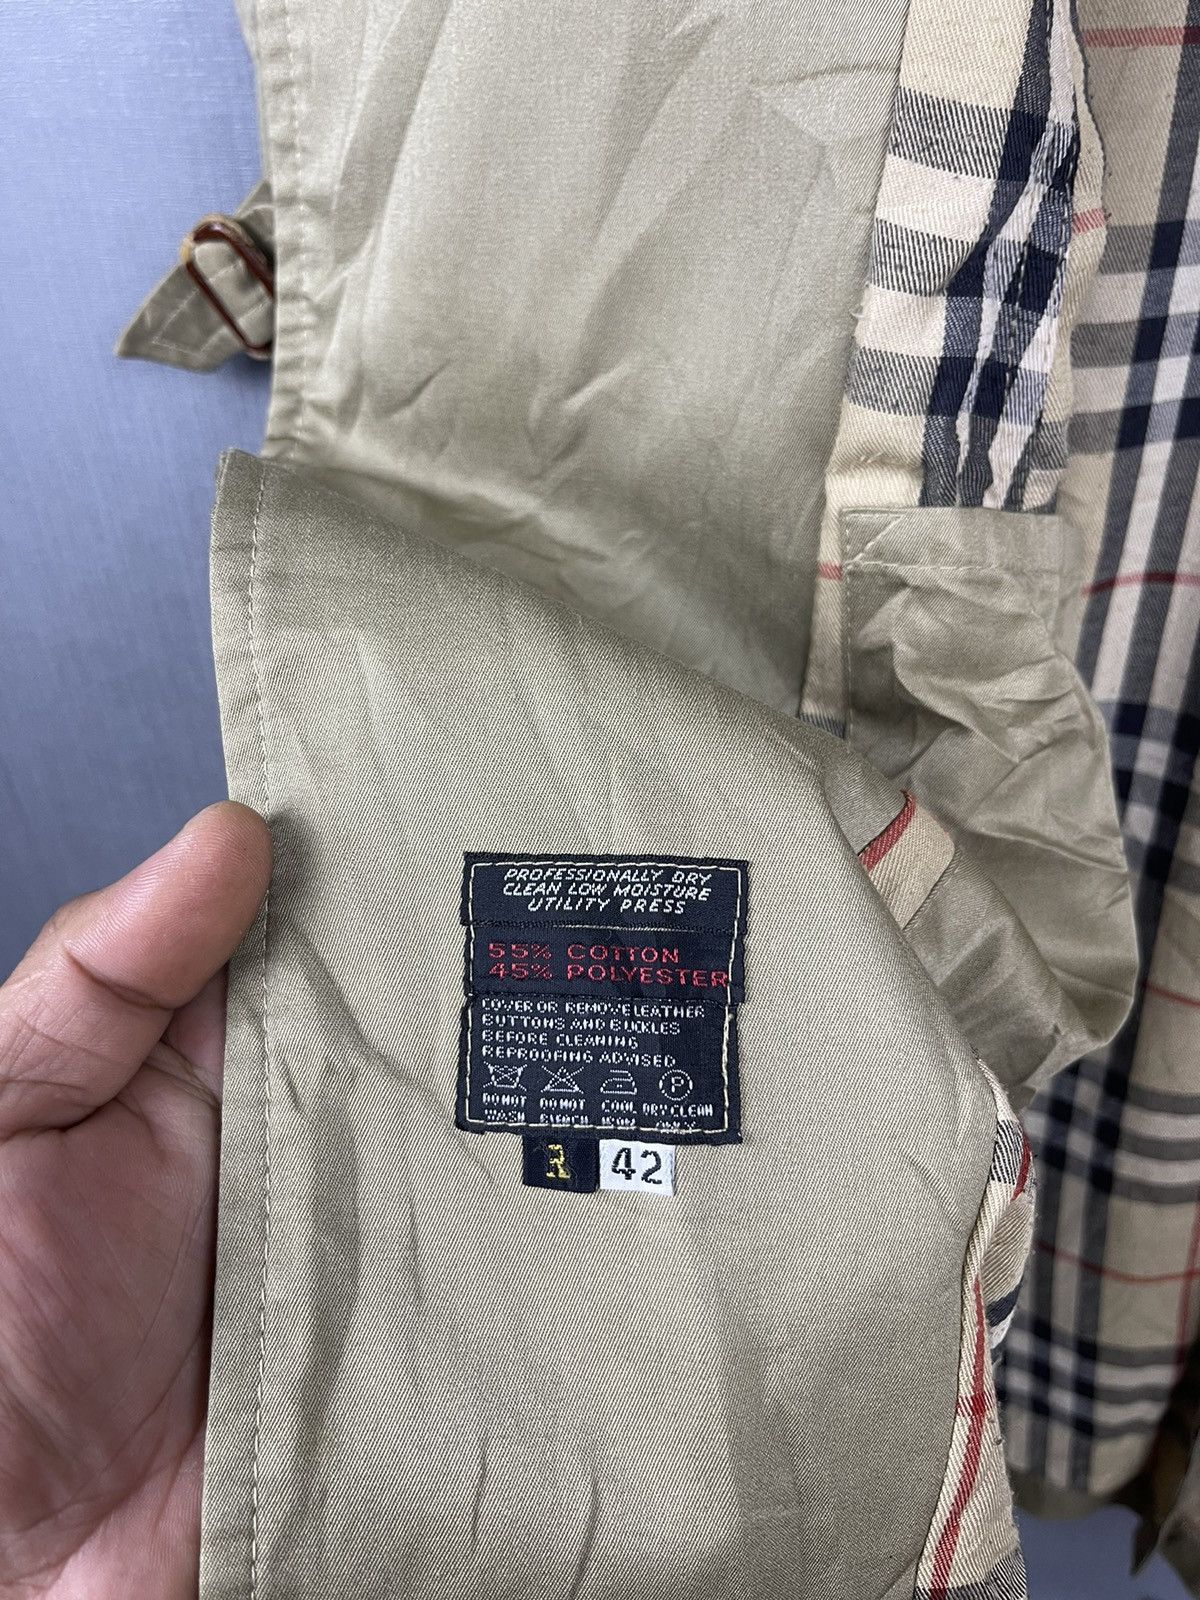 PROFESSIONALLY DRY
CLEAN LOW MOISTURE
UTILITY PRESS
55% COTTON
45% POLYESTER
COVER OR REMOVE LEATHER
BUTTONS AND BUCKLES
BEFORE CLEANING
REPROOFING ADVISED
P
DO NOT DO NOT COOL DRY CLEAN
WASH BLEACH IRON ONLY
R 42